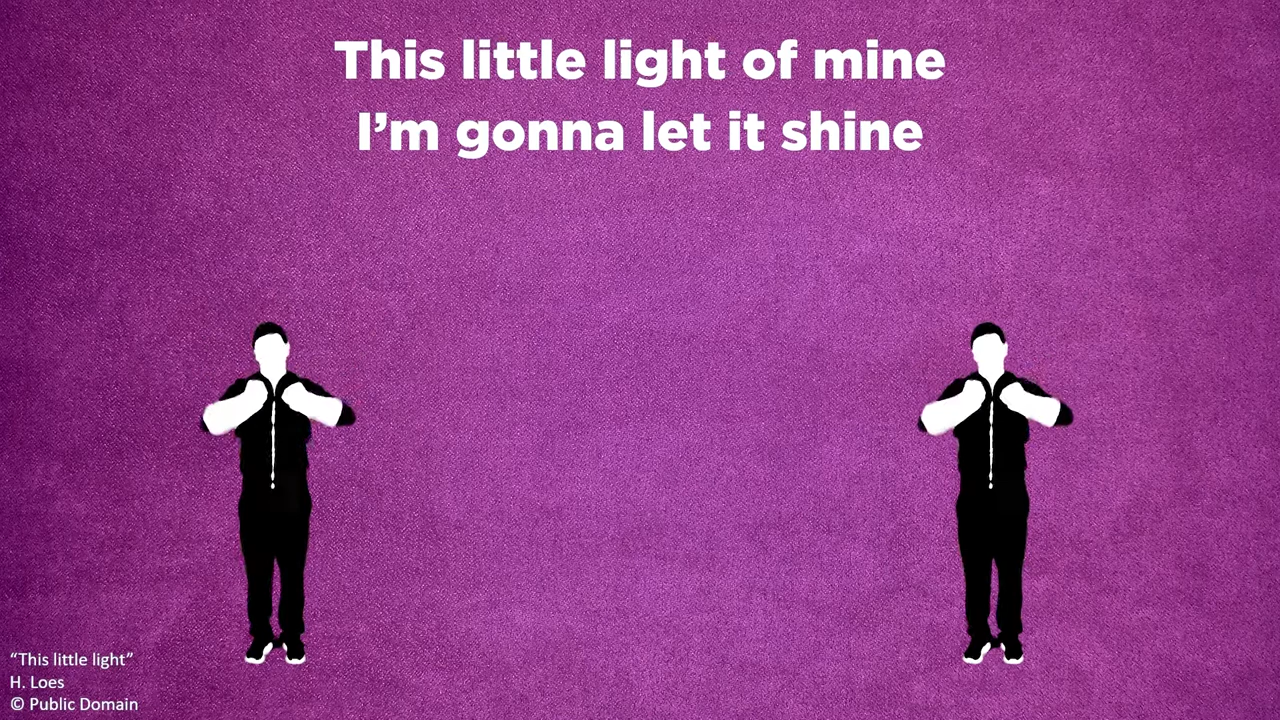 This little light of mine
I’m gonna let it shine
“This little light”
H. Loes
© Public Domain